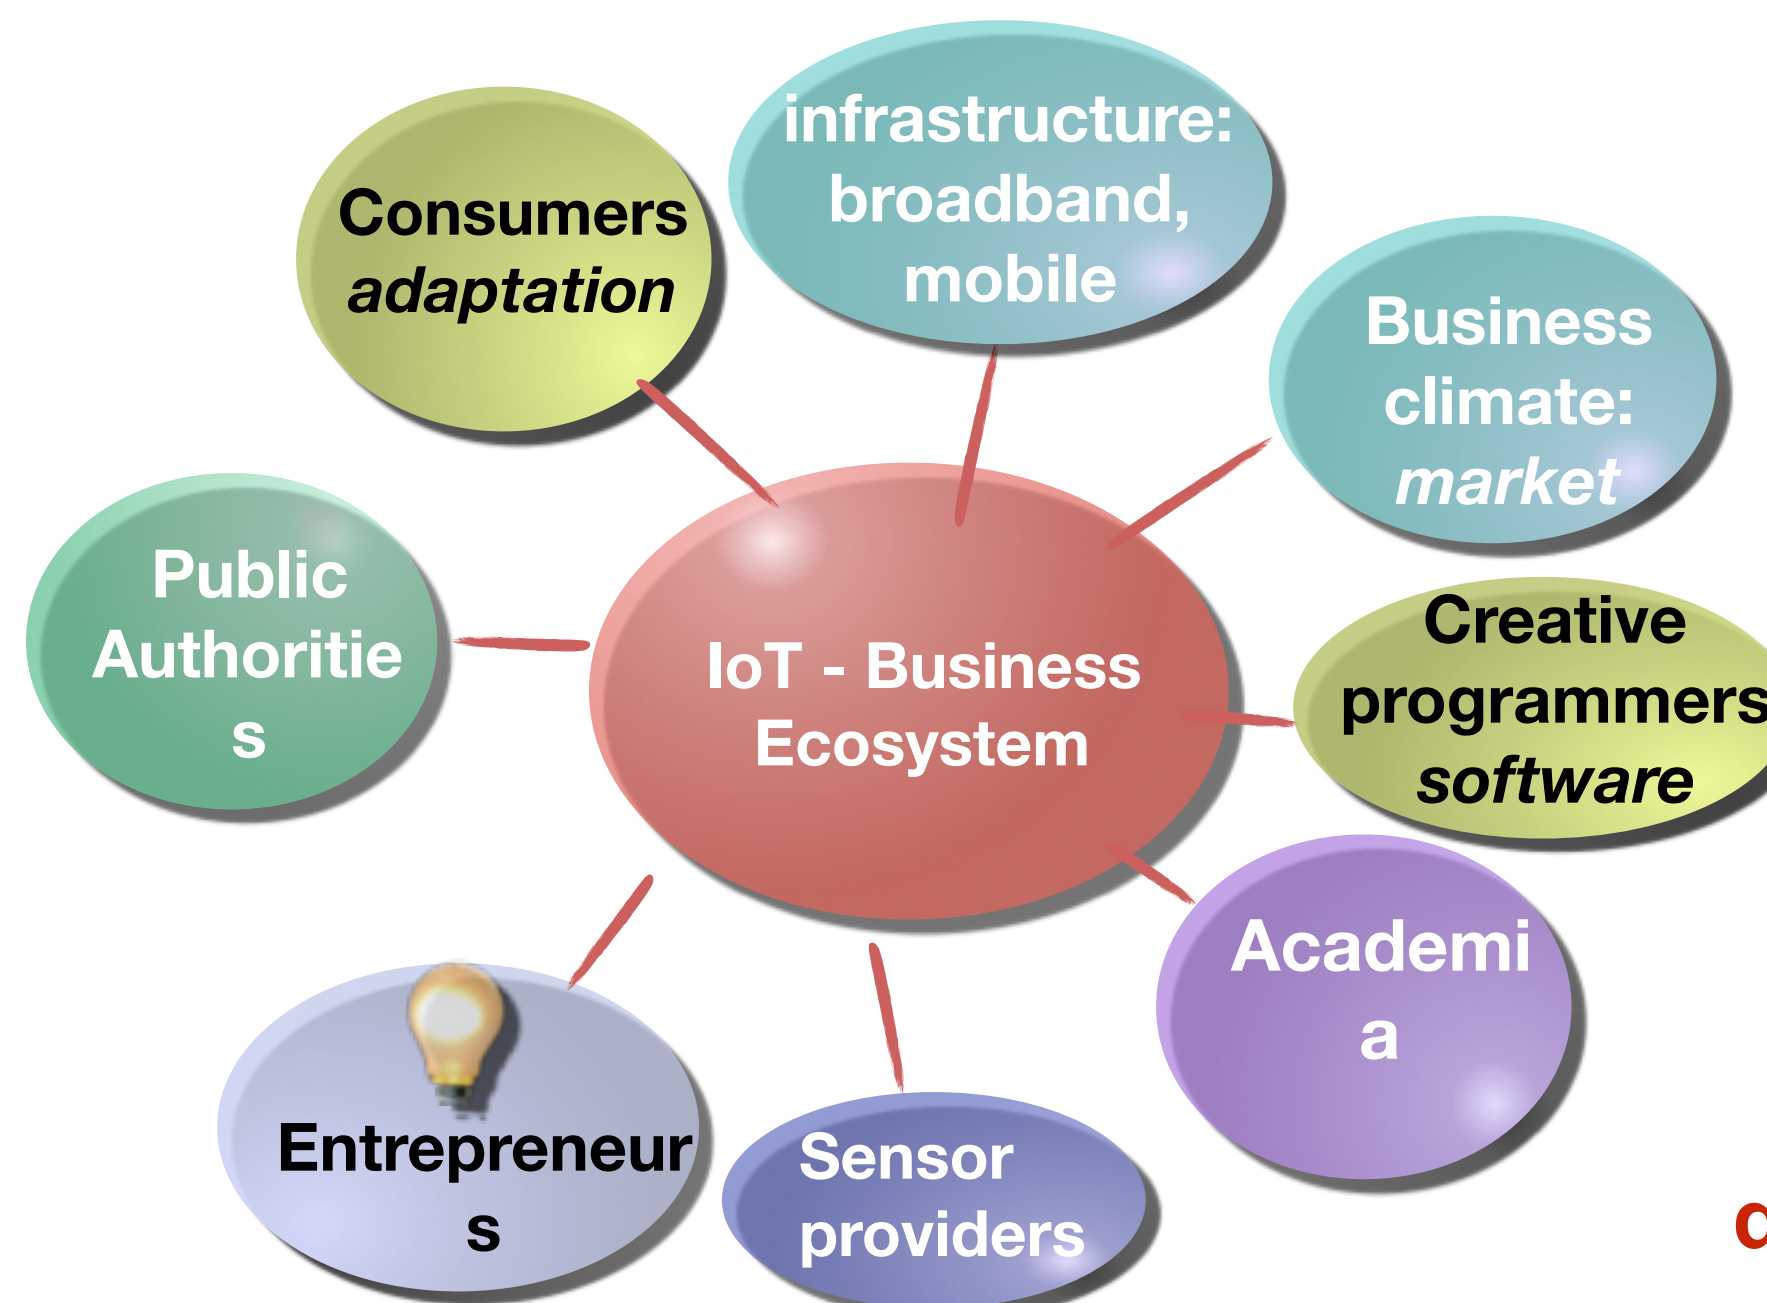 infrastructure:
broadband,
mobile
Consumers
adaptation
Business
climate:
market
Public
Authoritie
s
IoT - Business
Ecosystem
Creative
programmers
software
Academi
a
Entrepreneur
s
Sensor
providers